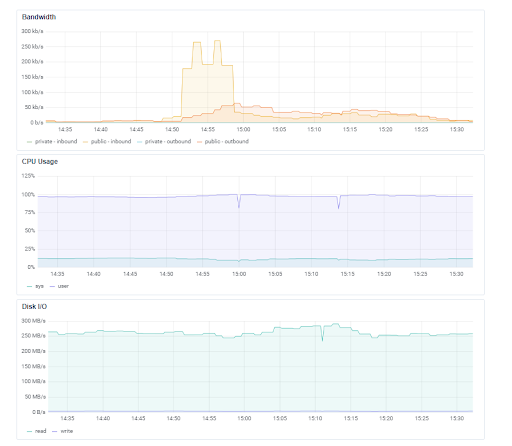 Bandwidth
300 kb/s
250 kb/s
200 kb/s
150 kb/s
100 kb/s
50 kb/s
0 b/s
14:35 14:40 14:45 14:50 14:55 15:00 15:05 15:10 15:15 15:20 15:25 15:30
private - inbound public - inbound private - outbound public - outbound
CPU Usage
125%
100%
75%
50%
25%
0%
14:35 14:40 14:45 14:50 14:55 15:00 15:05 15:10 15:15 15:20 15:25 15:30
sys user
Disk I/O
300 MB/s
250 MB/s
200 MB/s
150 MB/s
100 MB/s
50 MB/s
0 B/s
14:35 14:40 14:45 14:50 14:55 15:00 15:05 15:10 15:15 15:20 15:25 15:30
read write